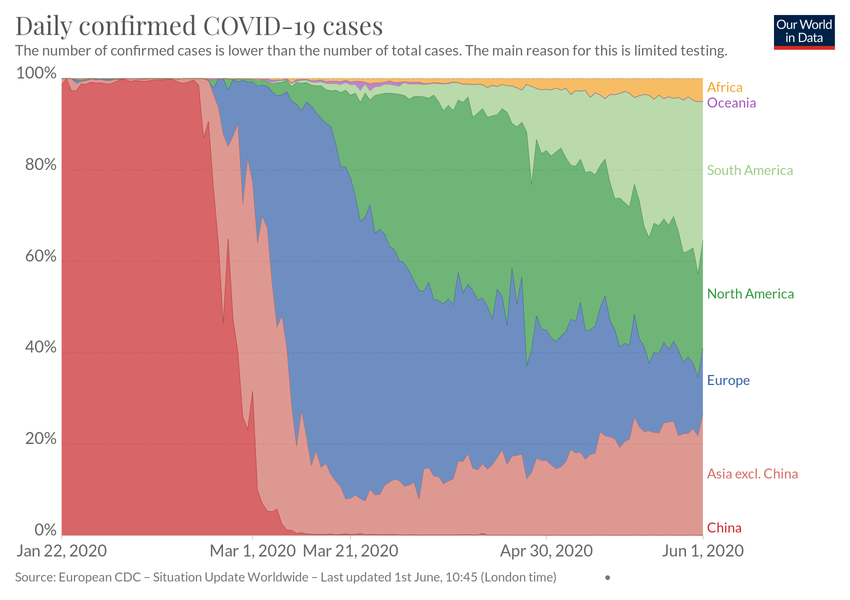 Daily confirmed COVID-19 cases
Our World
in Data
The number of confirmed cases is lower than the number of total cases. The main reason for this is limited testing.
100%
80%
60%
40%
20%
0%
Africa
Oceania
South America
North America
Europe
Asia excl. China
China
Jan 22, 2020
Mar 1, 2020
Mar 21, 2020
Apr 30, 2020
Jun 1, 2020
Source: European CDC – Situation Update Worldwide – Last updated 1st June, 10:45 (London time)